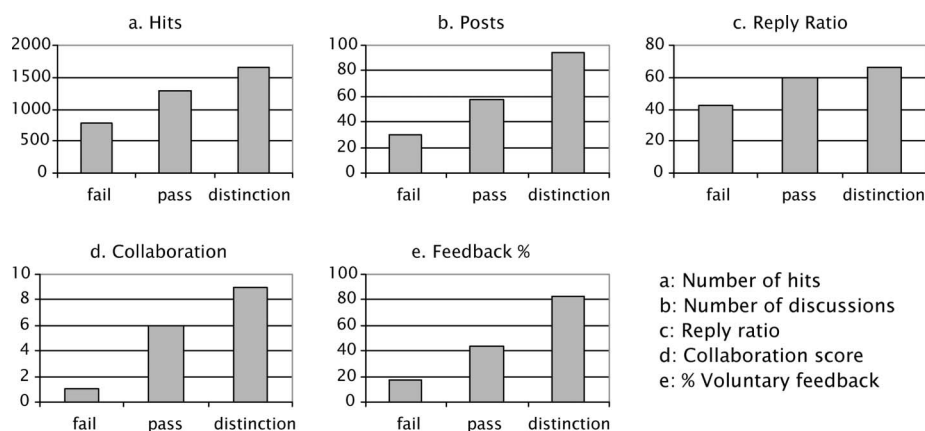 a. Hits
2000
1500
1000
500
0
fail pass distinction
b. Posts
100
80
60
40
20
0
fail pass distinction
c. Reply Ratio
80
60
40
20
0
fail pass distinction
d. Collaboration
10
8
6
4
2
0
fail pass distinction
e. Feedback %
100
80
60
40
20
0
fail pass distinction
a: Number of hits
b: Number of discussions
c: Reply ratio
d: Collaboration score
e: % Voluntary feedback